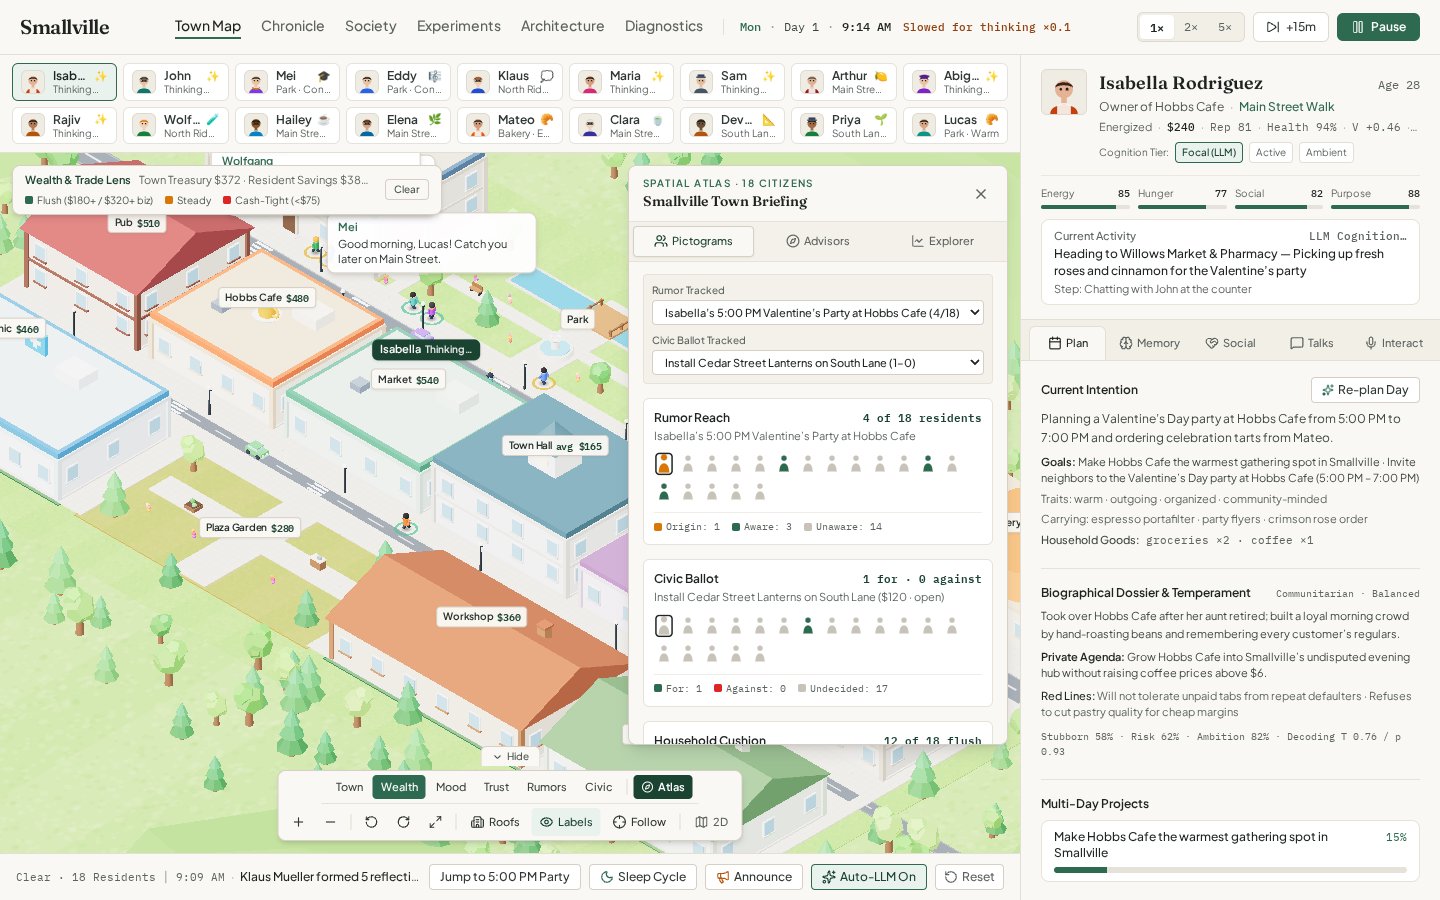 Smallville
Town Map
Chronicle
Society
Experiments
Architecture
Diagnostics
Mon · Day 1 · 9:14 AM Slowed for thinking ×0.1
1×
2×
5×
+15m
Pause
Isab...
Thinking...
John
Thinking...
Mei
Park · Con...
Eddy
Park · Con...
Klaus
North Rid...
Maria
Thinking...
Sam
Thinking...
Arthur
Main Stre...
Abig...
Thinking...
Rajiv
Thinking...
Wolf...
North Rid...
Hailey
Main Stre...
Elena
Main Stre...
Mateo
Bakery · E...
Clara
Main Stre...
Dev...
South Lan...
Priya
South Lan...
Lucas
Park · Warm
Wolfgang
Wealth & Trade Lens Town Treasury $372 · Resident Savings $38...
Flush ($180+ / $320+ biz)
Steady
Cash-Tight (<$75)
Clear
Pub $510
Mei
Good morning, Lucas! Catch you
later on Main Street.
Hobbs Cafe $480
Park
nic $460
Isabella Thinking...
Market $540
Town Hall avg $165
Plaza Garden $280
Workshop $360
ery
SPATIAL ATLAS · 18 CITIZENS
Smallville Town Briefing
Pictograms
Advisors
Explorer
Rumor Tracked
Isabella's 5:00 PM Valentine's Party at Hobbs Cafe (4/18)
Civic Ballot Tracked
Install Cedar Street Lanterns on South Lane (1–0)
Rumor Reach
4 of 18 residents
Isabella's 5:00 PM Valentine's Party at Hobbs Cafe
Origin: 1
Aware: 3
Unaware: 14
Civic Ballot
1 for · 0 against
Install Cedar Street Lanterns on South Lane ($120 · open)
For: 1
Against: 0
Undecided: 17
Household Cushion
12 of 18 flush
Hide
Town
Wealth
Mood
Trust
Rumors
Civic
Atlas
Roofs
Labels
Follow
2D
Clear · 18 Residents | 9:09 AM · Klaus Mueller formed 5 reflecti...
Jump to 5:00 PM Party
Sleep Cycle
Announce
Auto-LLM On
Reset
Isabella Rodriguez
Age 28
Owner of Hobbs Cafe · Main Street Walk
Energized · $240 · Rep 81 · Health 94% · V +0.46 ·...
Cognition Tier:
Focal (LLM)
Active
Ambient
Energy 85
Hunger 77
Social 82
Purpose 88
Current Activity
LLM Cognition...
Heading to Willows Market & Pharmacy — Picking up fresh
roses and cinnamon for the Valentine's party
Step: Chatting with John at the counter
Plan
Memory
Social
Talks
Interact
Current Intention
Re-plan Day
Planning a Valentine's Day party at Hobbs Cafe from 5:00 PM to
7:00 PM and ordering celebration tarts from Mateo.
Goals: Make Hobbs Cafe the warmest gathering spot in Smallville · Invite
neighbors to the Valentine's Day party at Hobbs Cafe (5:00 PM – 7:00 PM)
Traits: warm · outgoing · organized · community-minded
Carrying: espresso portafilter · party flyers · crimson rose order
Household Goods: groceries ×2 · coffee ×1
Biographical Dossier & Temperament
Communitarian · Balanced
Took over Hobbs Cafe after her aunt retired; built a loyal morning crowd
by hand-roasting beans and remembering every customer's regulars.
Private Agenda: Grow Hobbs Cafe into Smallville's undisputed evening
hub without raising coffee prices above $6.
Red Lines: Will not tolerate unpaid tabs from repeat defaulters · Refuses
to cut pastry quality for cheap margins
Stubborn 58% · Risk 62% · Ambition 82% · Decoding T 0.76 / p
0.93
Multi-Day Projects
Make Hobbs Cafe the warmest gathering spot in
Smallville
15%